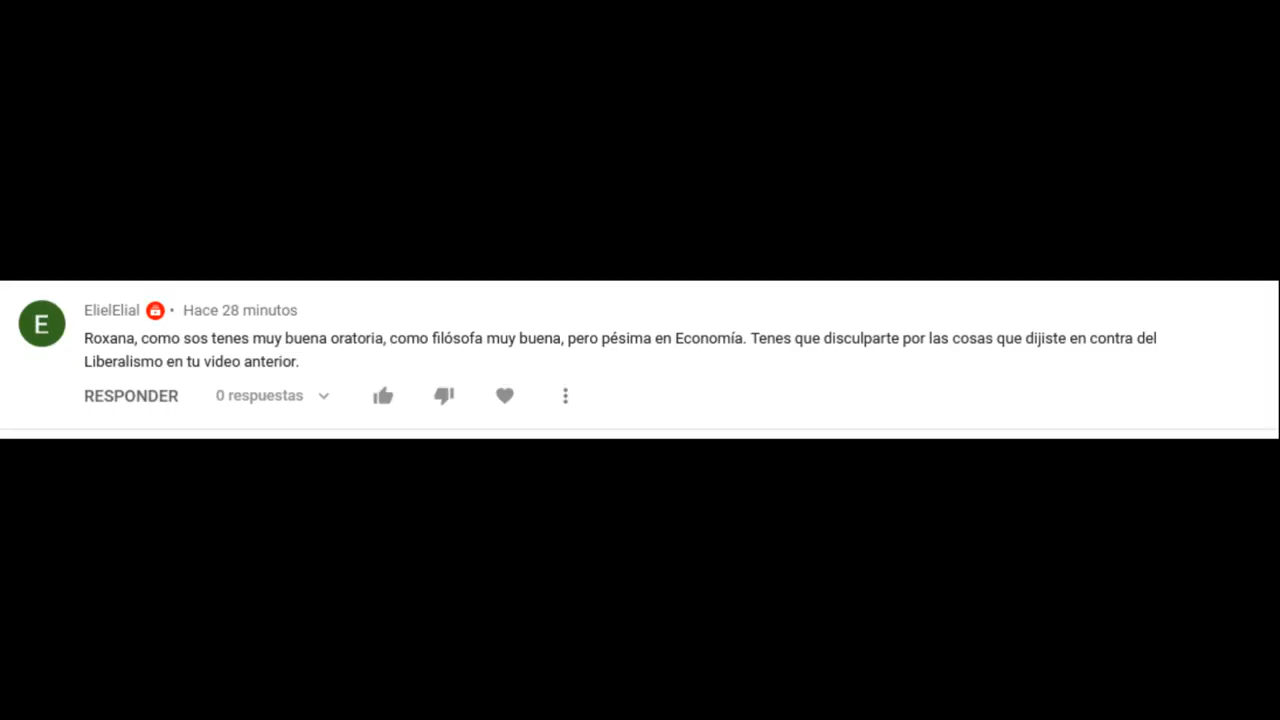 E
ElielElial • Hace 28 minutos
Roxana, como sos tenes muy buena oratoria, como filósofa muy buena, pero pésima en Economía. Tenes que disculparte por las cosas que dijiste en contra del
Liberalismo en tu video anterior.
RESPONDER 0 respuestas